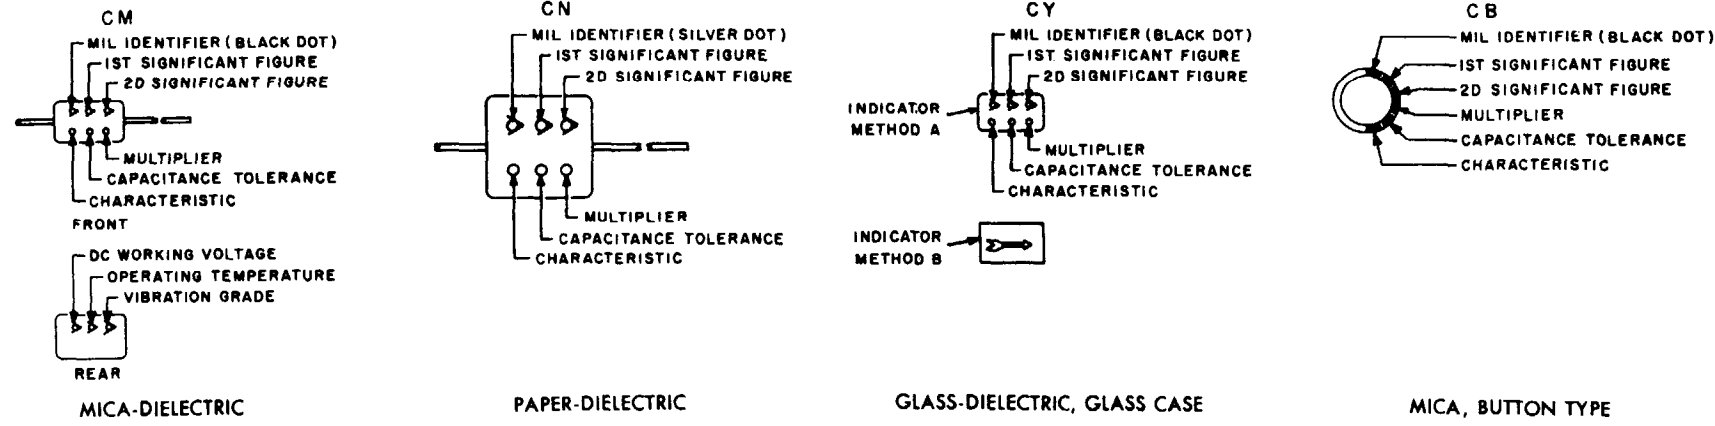 CM
MIL IDENTIFIER (BLACK DOT)
1ST SIGNIFICANT FIGURE
2D SIGNIFICANT FIGURE
MULTIPLIER
CAPACITANCE TOLERANCE
CHARACTERISTIC
FRONT
DC WORKING VOLTAGE
OPERATING TEMPERATURE
VIBRATION GRADE
REAR
MICA-DIELECTRIC
CN
MIL IDENTIFIER (SILVER DOT)
1ST SIGNIFICANT FIGURE
2D SIGNIFICANT FIGURE
MULTIPLIER
CAPACITANCE TOLERANCE
CHARACTERISTIC
PAPER-DIELECTRIC
CY
MIL IDENTIFIER (BLACK DOT)
1ST SIGNIFICANT FIGURE
2D SIGNIFICANT FIGURE
INDICATOR
METHOD A
MULTIPLIER
CAPACITANCE TOLERANCE
CHARACTERISTIC
INDICATOR
METHOD B
GLASS-DIELECTRIC, GLASS CASE
CB
MIL IDENTIFIER (BLACK DOT)
1ST SIGNIFICANT FIGURE
2D SIGNIFICANT FIGURE
MULTIPLIER
CAPACITANCE TOLERANCE
CHARACTERISTIC
MICA, BUTTON TYPE